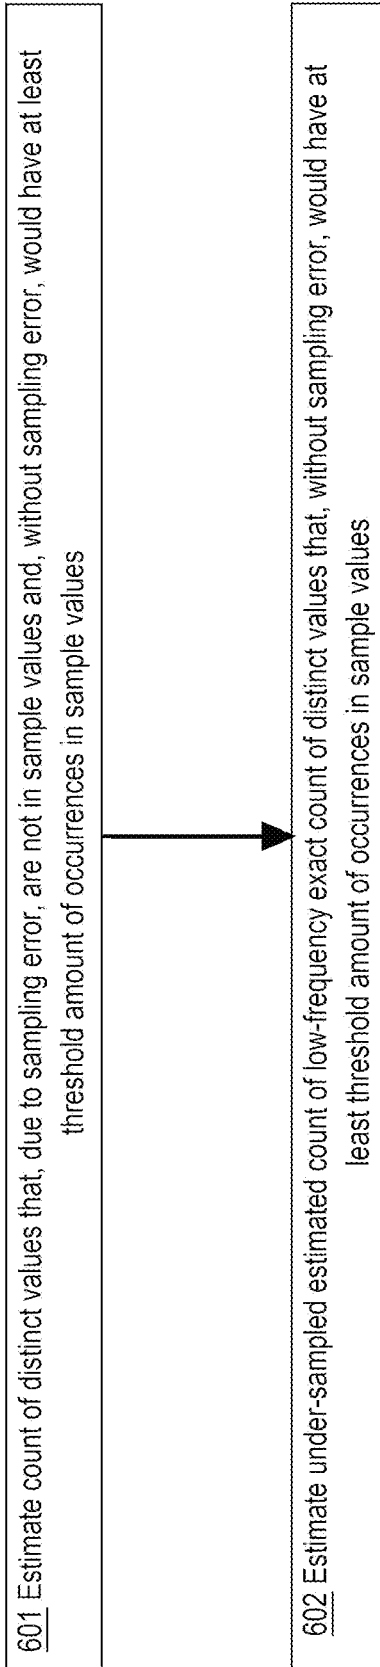 601 Estimate count of distinct values that, due to sampling error, are not in sample values and, without sampling error, would have at least
threshold amount of occurrences in sample values
602 Estimate under-sampled estimated count of low-frequency exact count of distinct values that, without sampling error, would have at
least threshold amount of occurrences in sample values